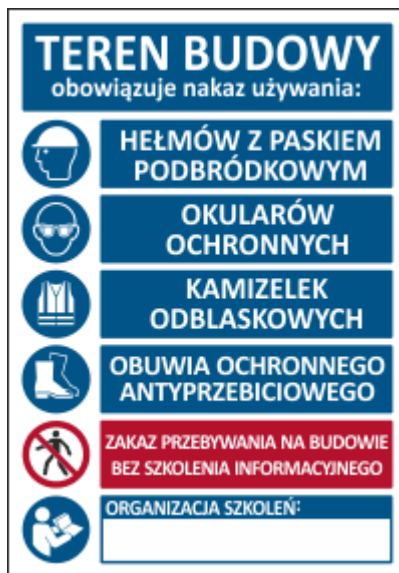 TEREN BUDOWY
obowiązuje nakaz używania:
HEŁMÓW Z PASKIEM
PODBRÓDKOWYM
OKULARÓW
OCHRONNYCH
KAMIZELEK
ODBLASKOWYCH
OBUWIA OCHRONNEGO
ANTYPRZEBICIOWEGO
ZAKAZ PRZEBYWANIA NA BUDOWIE
BEZ SZKOLENIA INFORMACYJNEGO
ORGANIZACJA SZKOLEŃ: